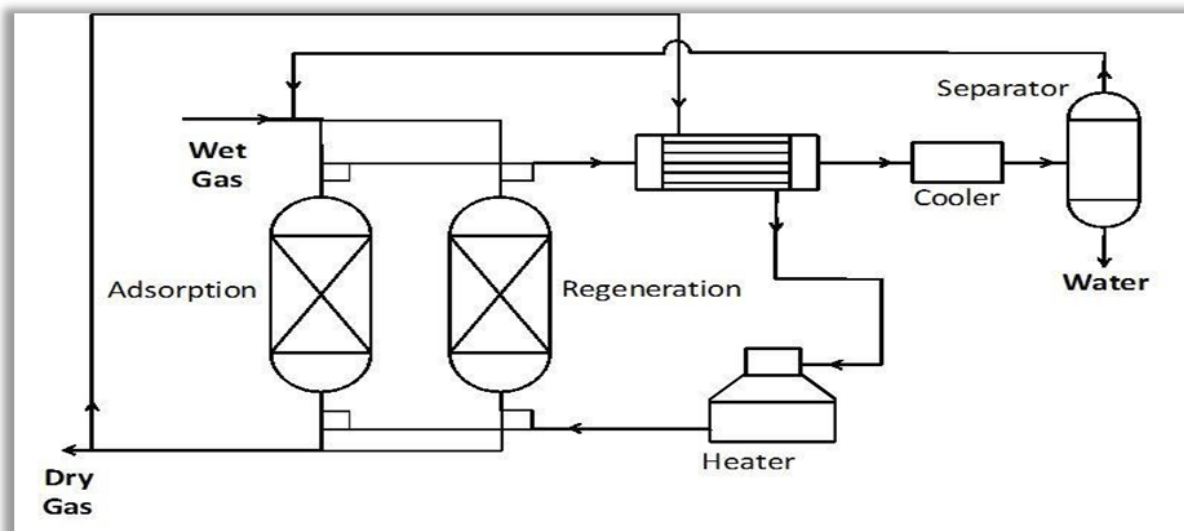 Separator
Wet
Gas
Cooler
Water
Adsorption
Regeneration
Heater
Dry
Gas